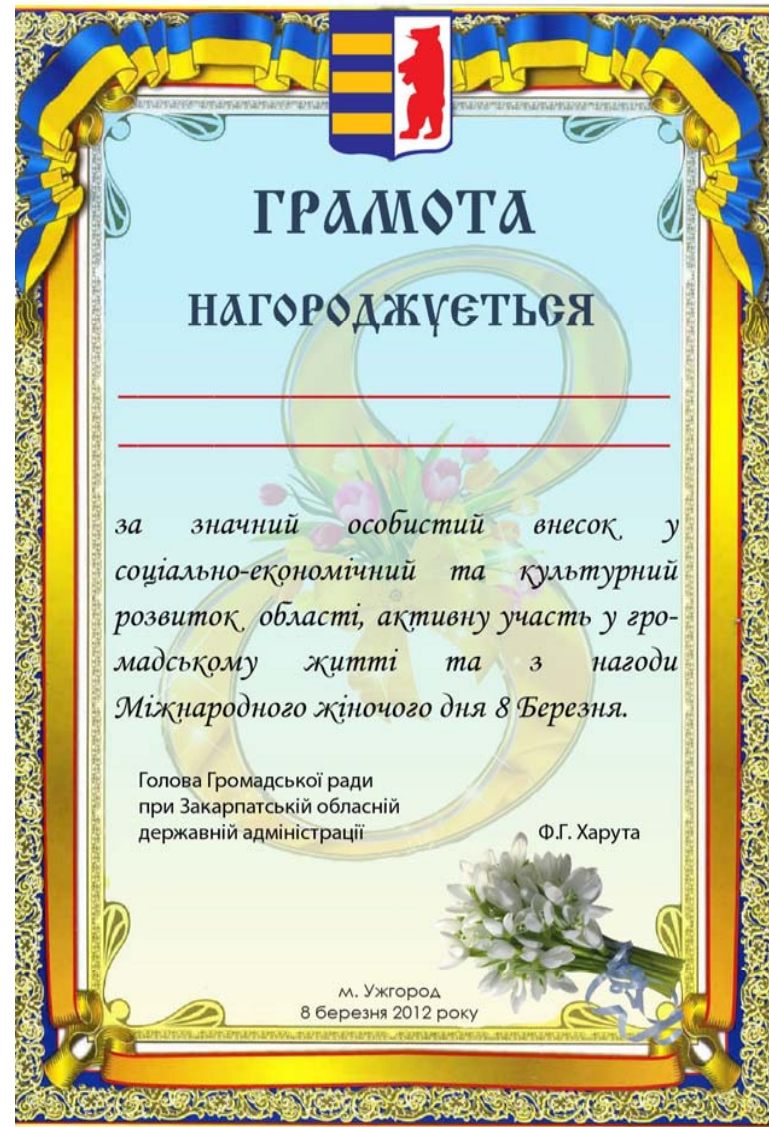 ГРАМОТА
НАГОРОДЖУЄТЬСЯ
за значний особистий внесок у
соціально-економічний та культурний
розвиток області, активну участь у гро-
мадському житті та з нагоди
Міжнародного жіночого дня 8 Березня.
Голова Громадської ради
при Закарпатській обласній
державній адміністрації Ф.Г. Харута
м. Ужгород
8 березня 2012 року